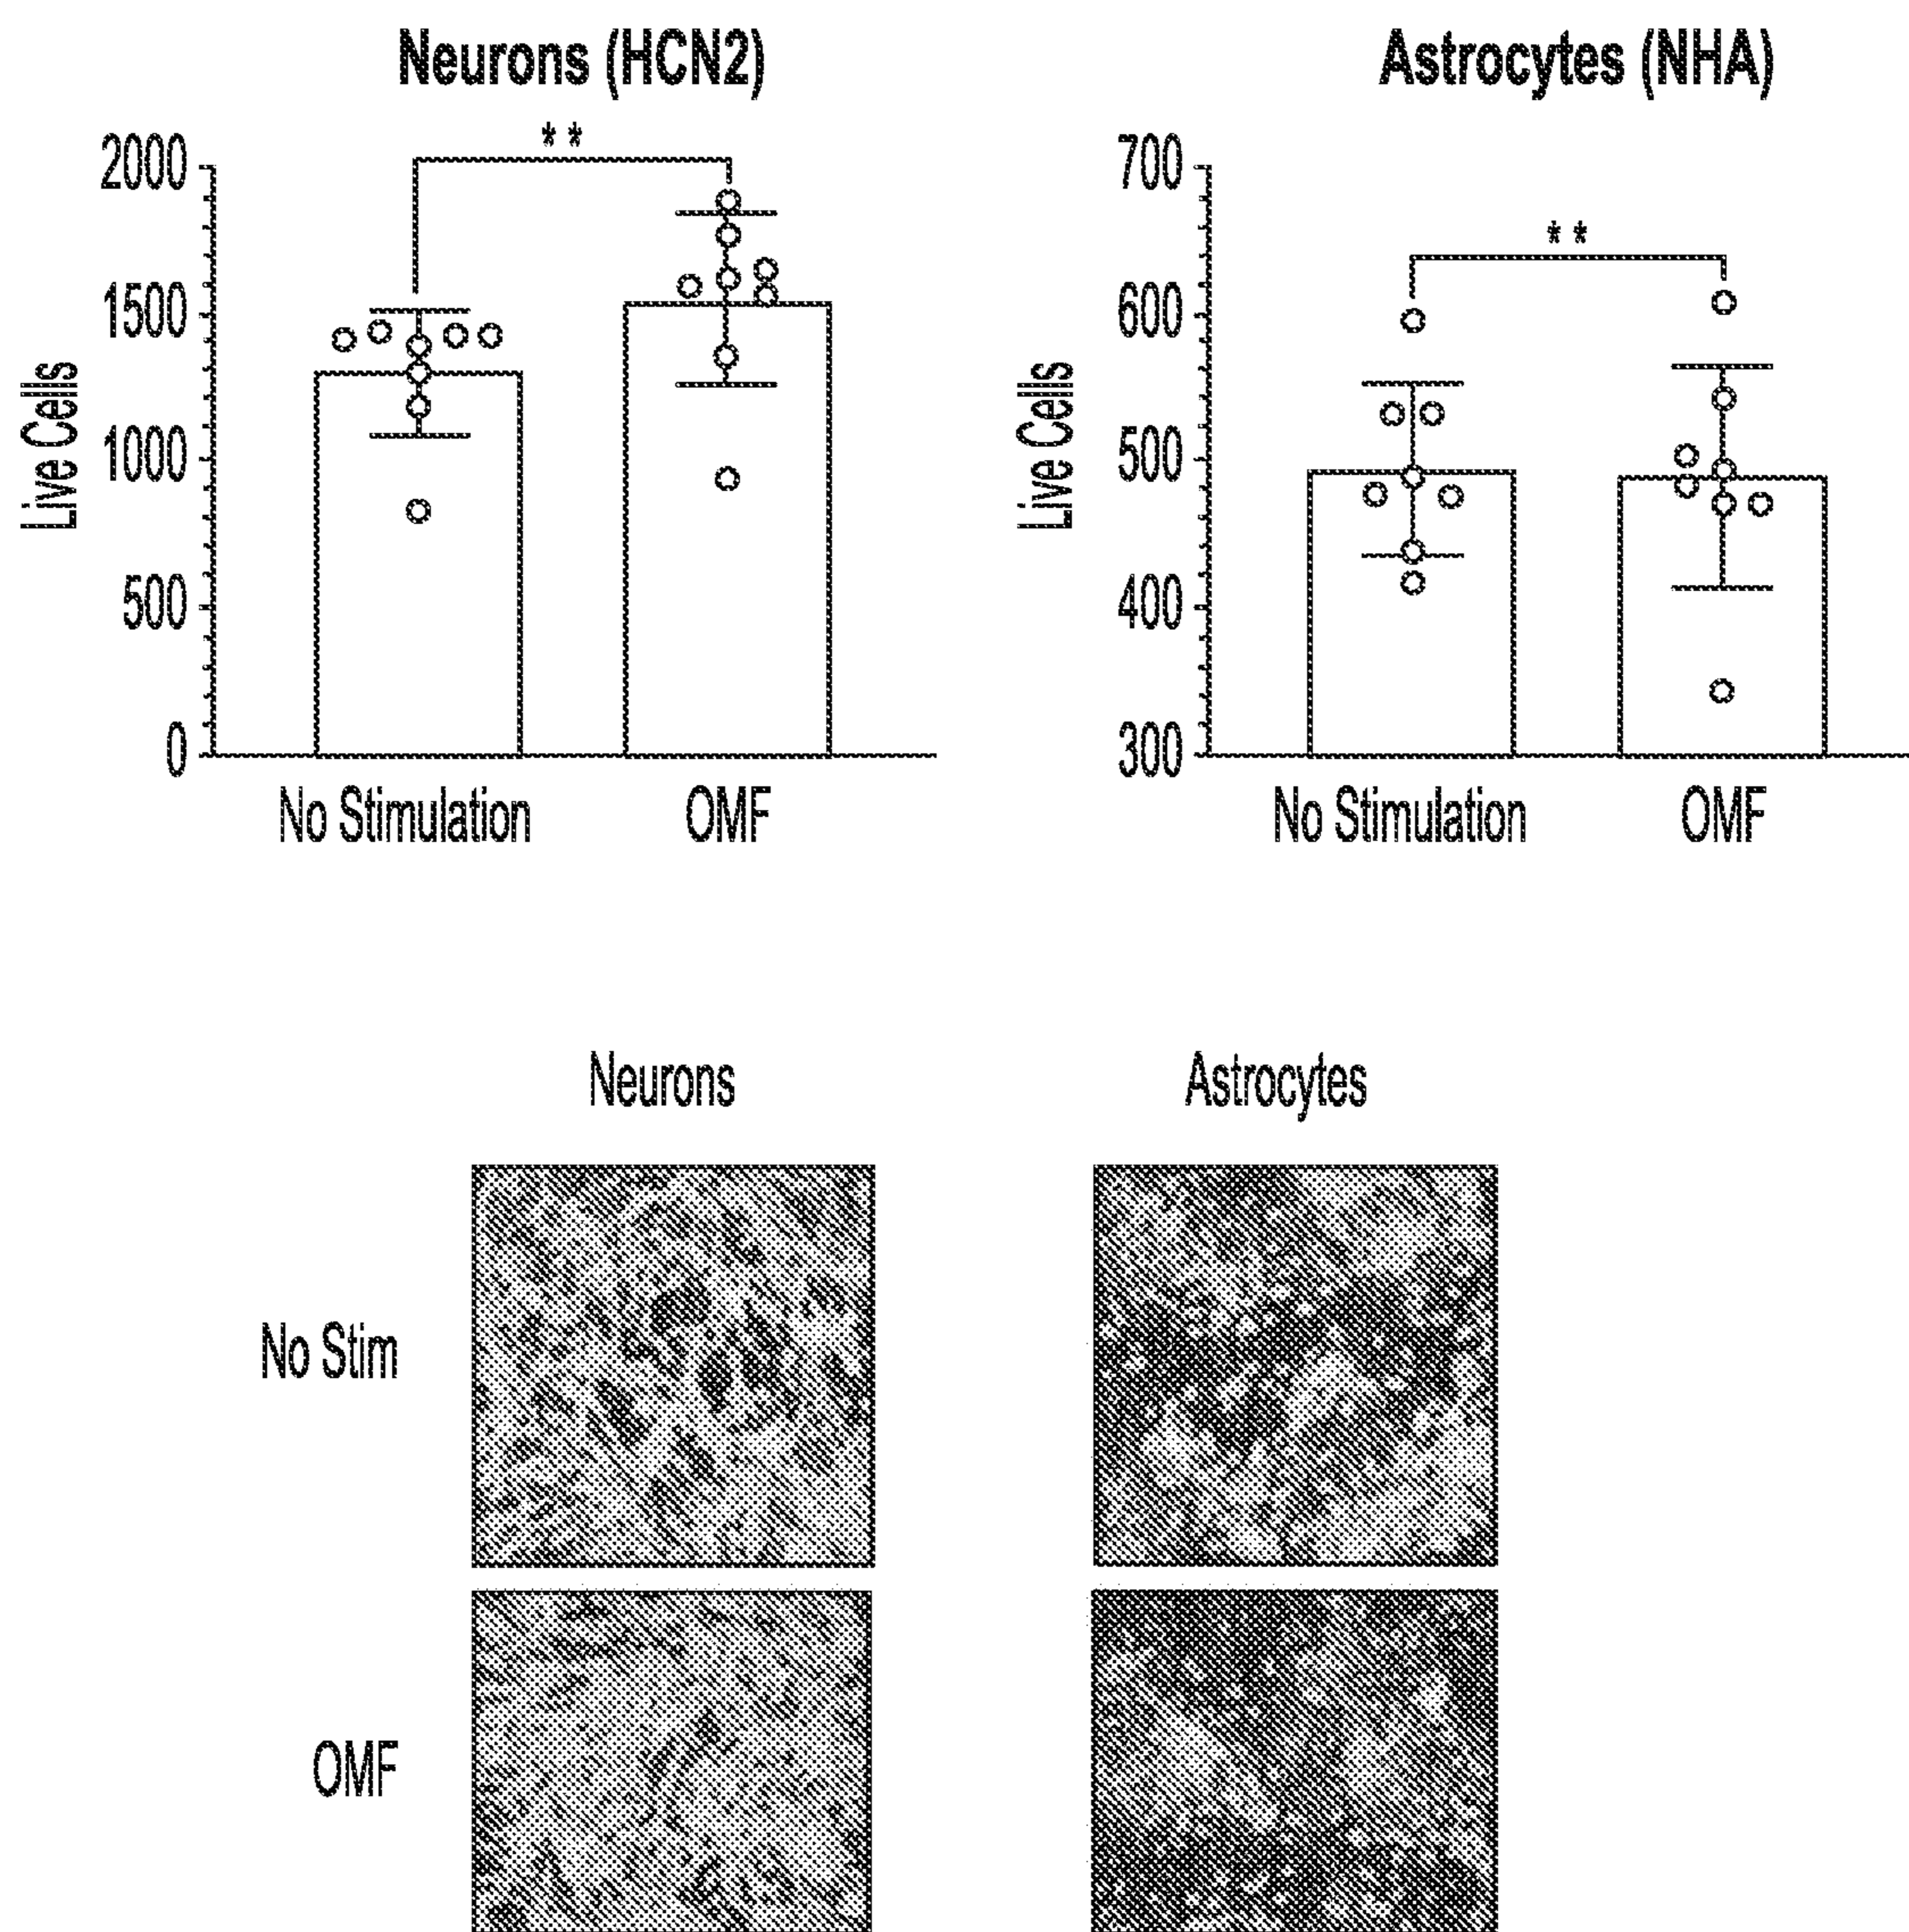 Neurons (HCN2)
Live Cells
2000
1500
1000
500
0
**
No Stimulation OMF
Astrocytes (NHA)
Live Cells
700
600
500
400
300
**
No Stimulation OMF
Neurons Astrocytes
No Stim
OMF